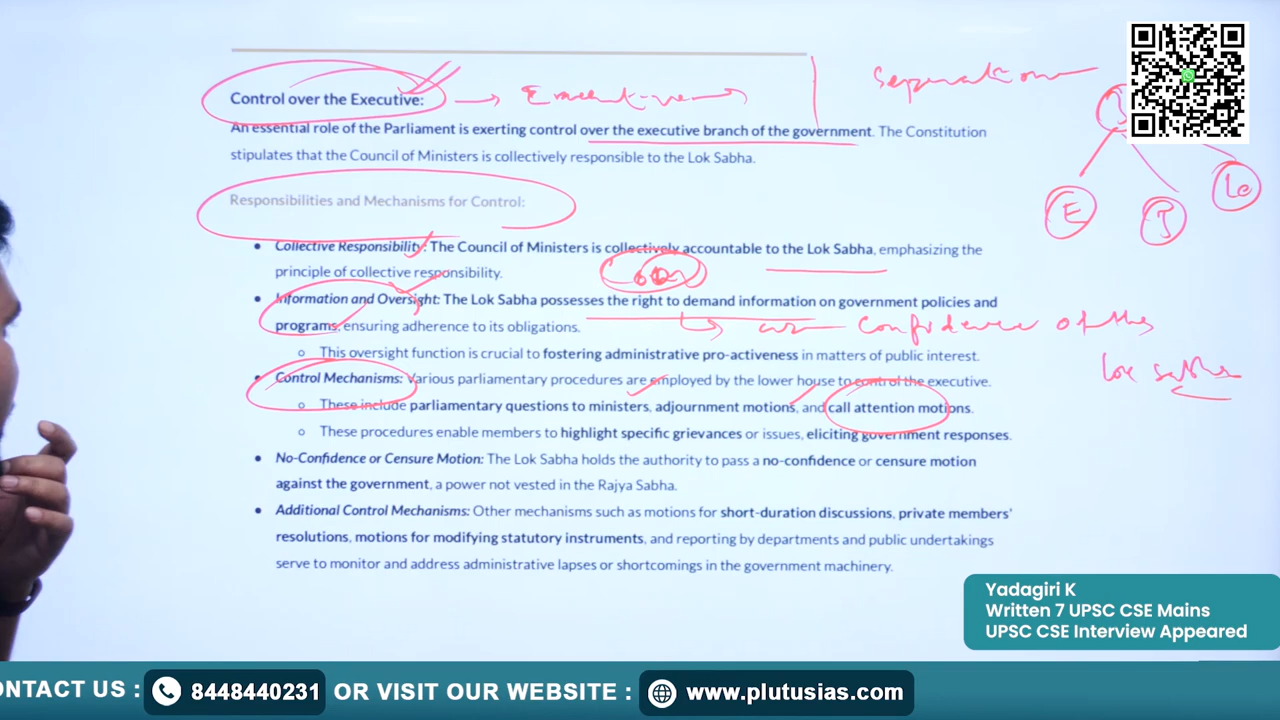 Control over the Executive:
Separation
An essential role of the Parliament is exerting control over the executive branch of the government. The Constitution
stipulates that the Council of Ministers is collectively responsible to the Lok Sabha.
E
Le
Responsibilities and Mechanisms for Control:
• Collective Responsibility: The Council of Ministers is collectively accountable to the Lok Sabha, emphasizing the
principle of collective responsibility.
• Information and Oversight: The Lok Sabha possesses the right to demand information on government policies and
programs, ensuring adherence to its obligations.
confidence of the
lok sabha
o This oversight function is crucial to fostering administrative pro-activeness in matters of public interest.
• Control Mechanisms: Various parliamentary procedures are employed by the lower house to control the executive.
o These include parliamentary questions to ministers, adjournment motions, and call attention motions.
o These procedures enable members to highlight specific grievances or issues, eliciting government responses.
• No-Confidence or Censure Motion: The Lok Sabha holds the authority to pass a no-confidence or censure motion
against the government, a power not vested in the Rajya Sabha.
• Additional Control Mechanisms: Other mechanisms such as motions for short-duration discussions, private members'
resolutions, motions for modifying statutory instruments, and reporting by departments and public undertakings
serve to monitor and address administrative lapses or shortcomings in the government machinery.
Yadagiri K
Written 7 UPSC CSE Mains
UPSC CSE Interview Appeared
ONTACT US : 8448440231 OR VISIT OUR WEBSITE : www.plutusias.com